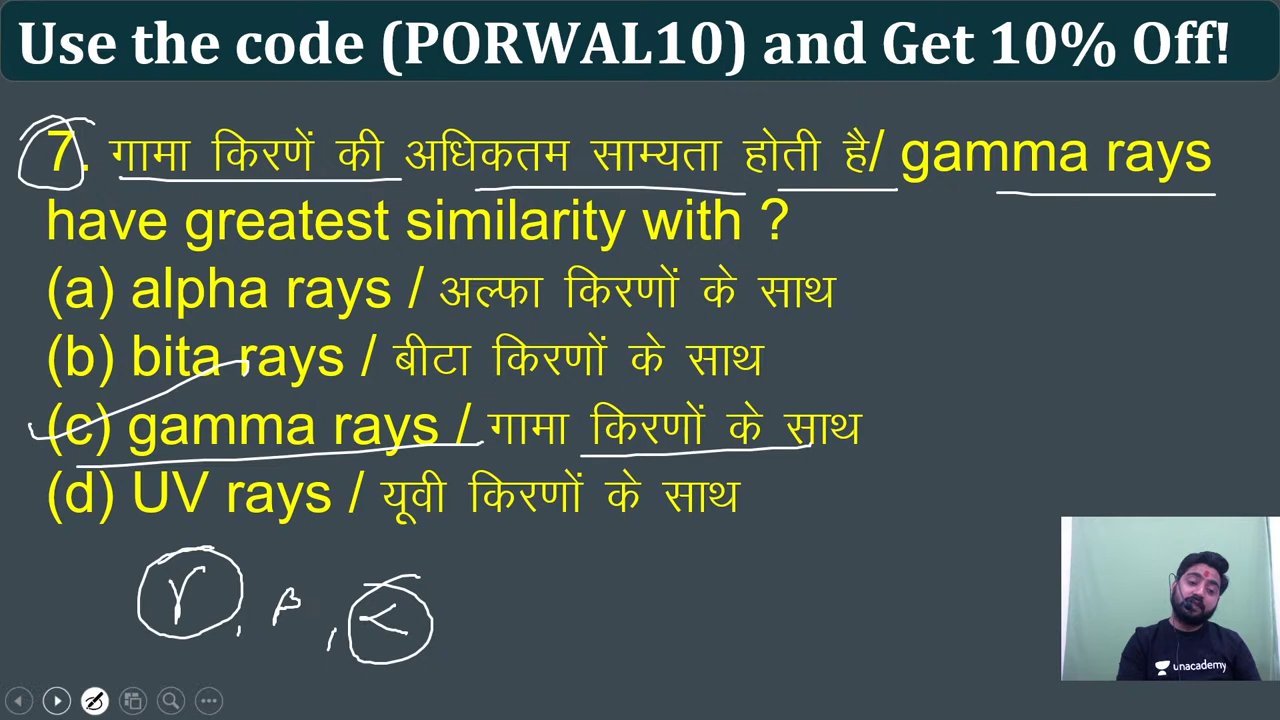 Use the code (PORWAL10) and Get 10% Off!
7. गामा किरणें की अधिकतम साम्यता होती है/ gamma rays
have greatest similarity with ?
(a) alpha rays / अल्फा किरणों के साथ
(b) bita rays / बीटा किरणों के साथ
(c) gamma rays / गामा किरणों के साथ
(d) UV rays / यूवी किरणों के साथ
γ, β, α
unacademy